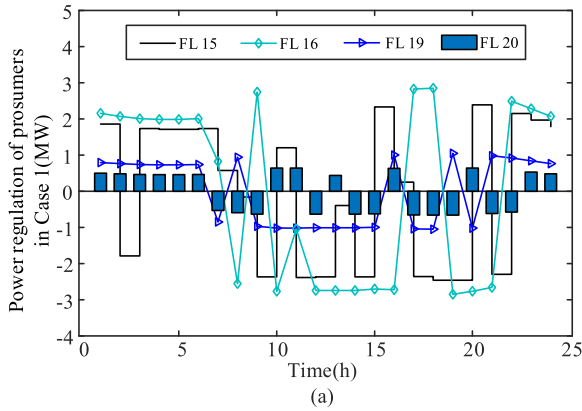 FL 15 FL 16 FL 19 FL 20
Power regulation of prosumers
in Case 1(MW)
5
4
3
2
1
0
-1
-2
-3
-4
0 5 10 15 20 25
Time(h)
(a)